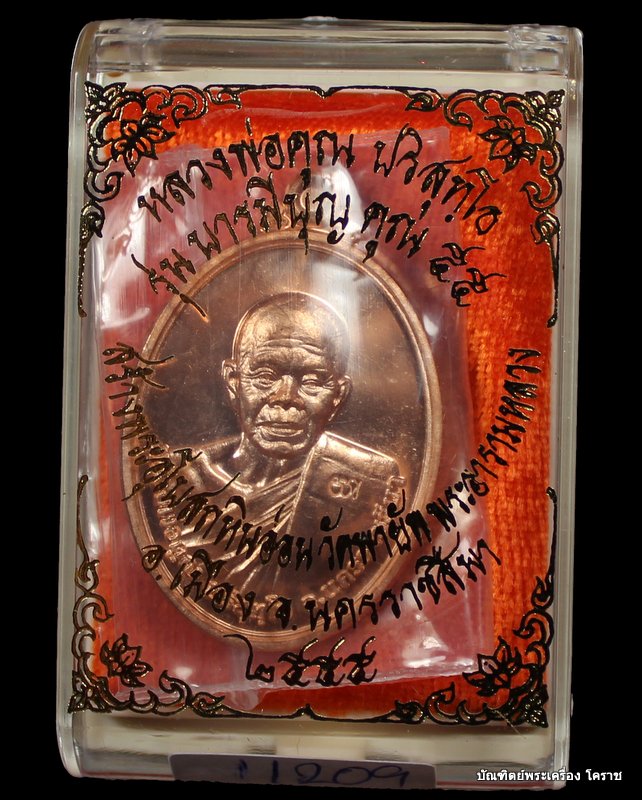 หลวงพ่อคูณ ปริสุทฺโธ
รุ่น บารมีบุญ คูณ ๕๕
สร้างพระอุโบสถหินอ่อน วัดพายัพ พระอารามหลวง
อ.เมือง จ.นครราชสีมา
๒๕๕๕
11209
บัณฑิตย์พระเครื่อง โคราช